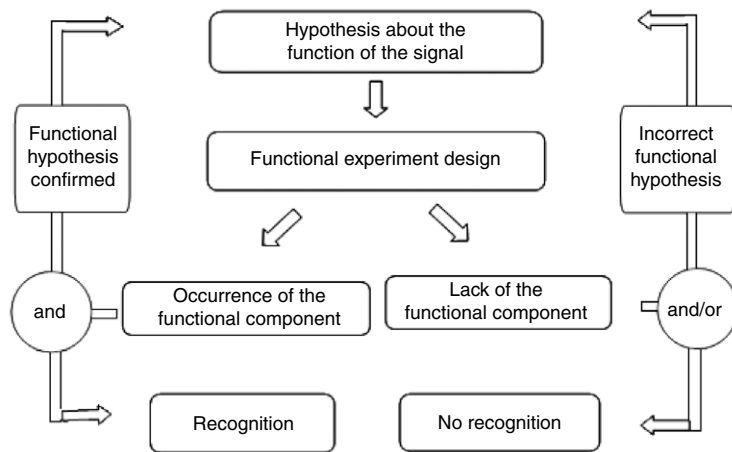 Hypothesis about the
function of the signal
Functional
hypothesis
confirmed
Functional experiment design
Incorrect
functional
hypothesis
and
Occurrence of the
functional component
Lack of the
functional component
and/or
Recognition
No recognition